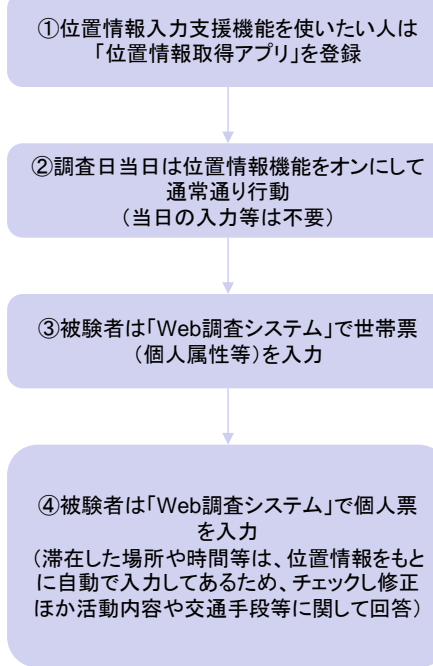 ①位置情報入力支援機能を使いたい人は
「位置情報取得アプリ」を登録
②調査日当日は位置情報機能をオンにして
通常通り行動
（当日の入力等は不要）
③被験者は「Web調査システム」で世帯票
（個人属性等）を入力
④被験者は「Web調査システム」で個人票
を入力
（滞在した場所や時間等は、位置情報をもと
に自動で入力してあるため、チェックし修正
ほか活動内容や交通手段等に関して回答）